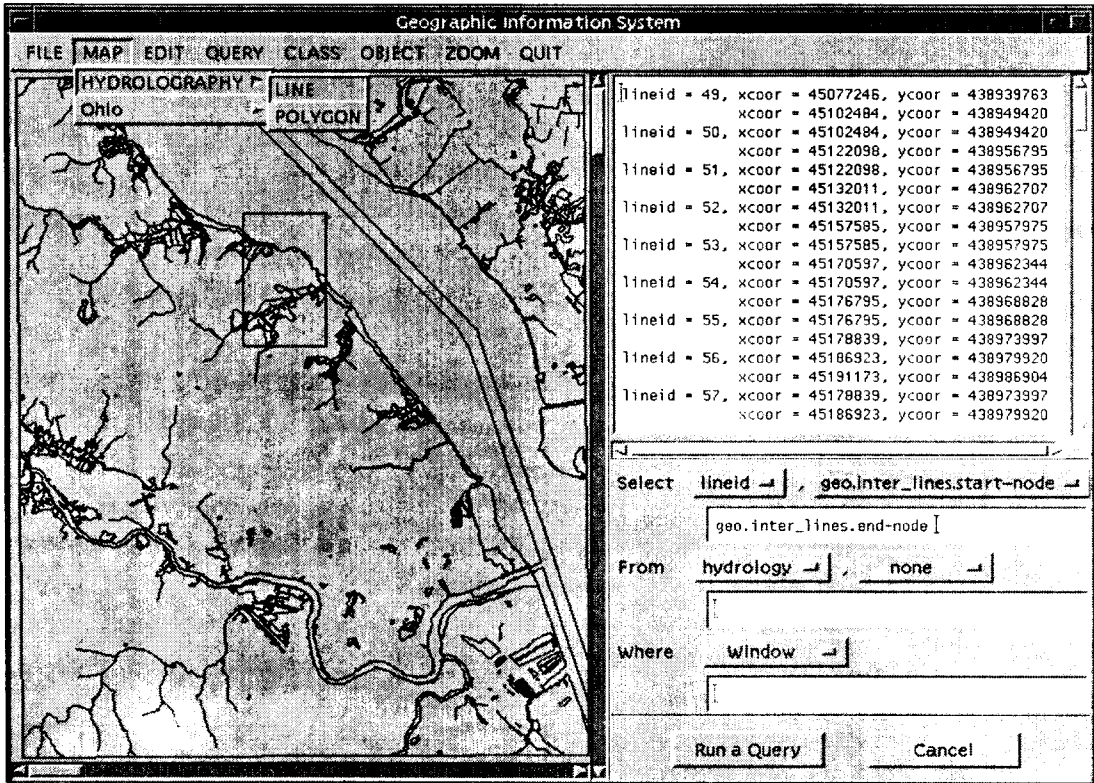 Geographic Information System
FILE MAP EDIT QUERY CLASS OBJECT ZOOM QUIT
HYDROLOGRAPHY
Ohio
LINE
POLYGON
lineid = 49, xcoor = 45077246, ycoor = 438939763
xcoor = 45102484, ycoor = 438949420
lineid = 50, xcoor = 45102484, ycoor = 438949420
xcoor = 45122098, ycoor = 438956795
lineid = 51, xcoor = 45122098, ycoor = 438956795
xcoor = 45132011, ycoor = 438962707
lineid = 52, xcoor = 45132011, ycoor = 438962707
xcoor = 45157585, ycoor = 438957975
lineid = 53, xcoor = 45157585, ycoor = 438957975
xcoor = 45170597, ycoor = 438962344
lineid = 54, xcoor = 45170597, ycoor = 438962344
xcoor = 45176795, ycoor = 438968828
lineid = 55, xcoor = 45176795, ycoor = 438968828
xcoor = 45178839, ycoor = 438973997
lineid = 56, xcoor = 45186923, ycoor = 438979920
xcoor = 45191173, ycoor = 438986904
lineid = 57, xcoor = 45178839, ycoor = 438973997
xcoor = 45186923, ycoor = 438979920
Select lineid , geo.inter_lines.start-node
geo.inter_lines.end-node
From hydrology , none
Where Window
Run a Query Cancel